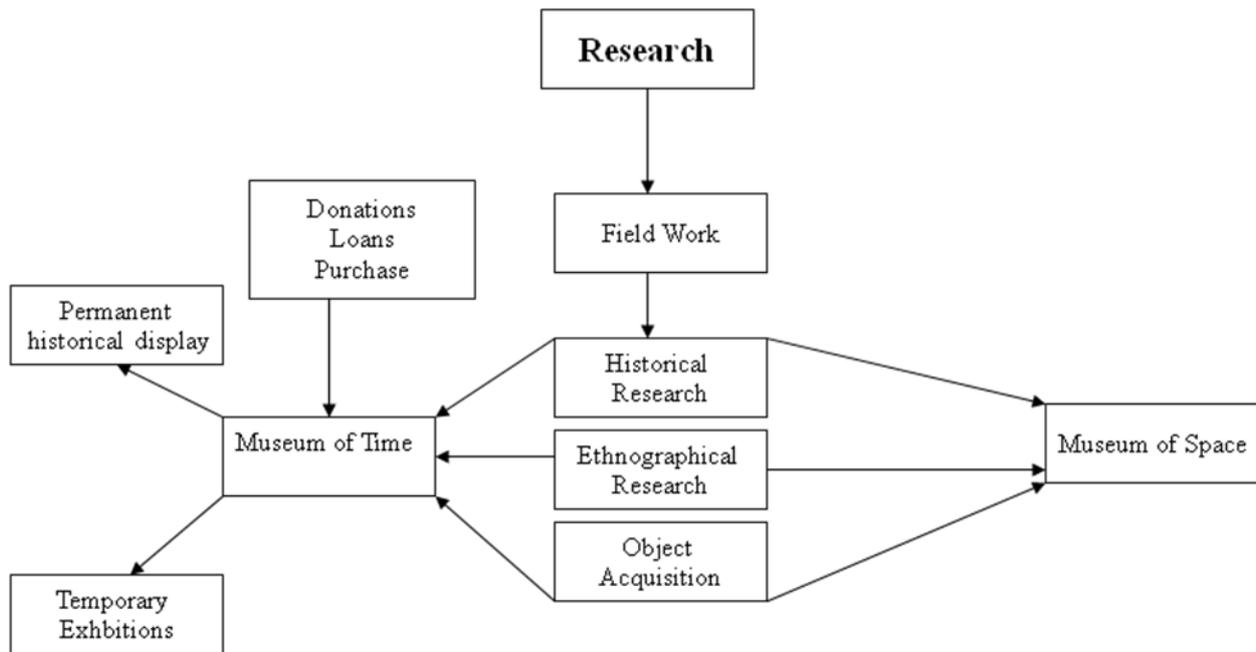 Research
Donations
Loans
Purchase
Field Work
Permanent
historical display
Historical
Research
Museum of Time
Ethnographical
Research
Museum of Space
Object
Acquisition
Temporary
Exhbitions